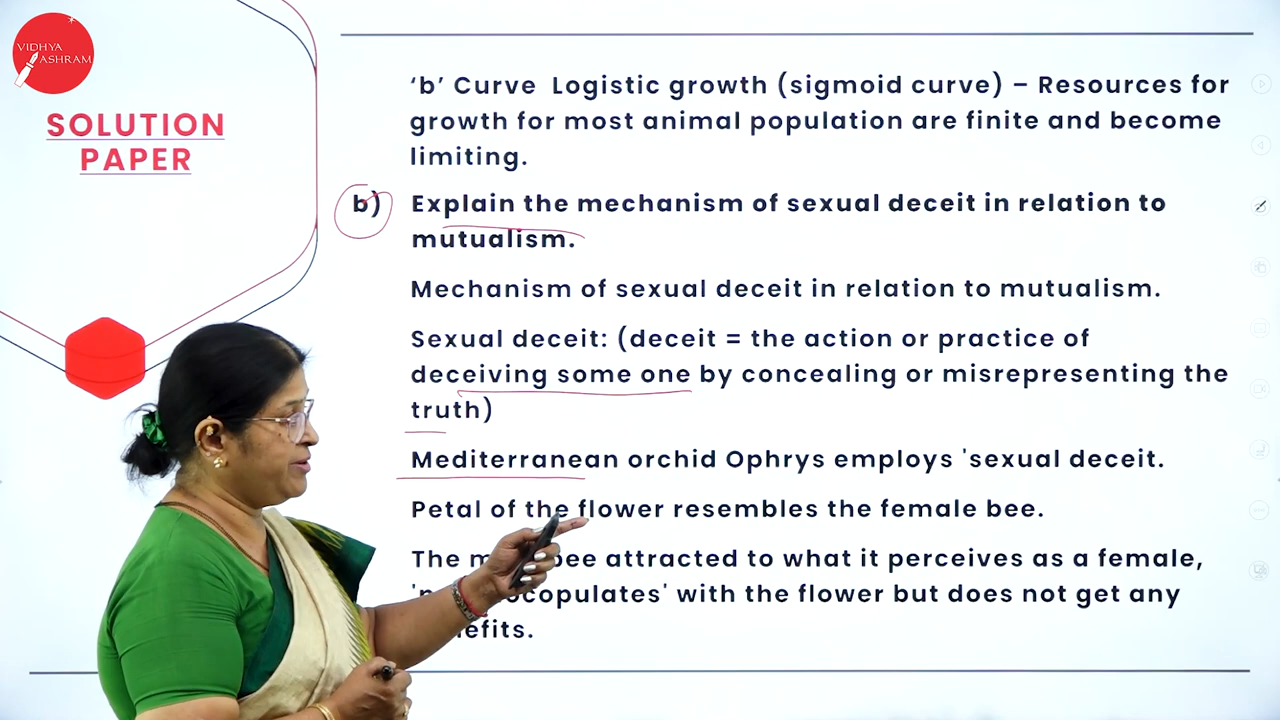 VIDHYA
ASHRAM
SOLUTION
PAPER
‘b’ Curve Logistic growth (sigmoid curve) – Resources for
growth for most animal population are finite and become
limiting.
b) Explain the mechanism of sexual deceit in relation to
mutualism.
Mechanism of sexual deceit in relation to mutualism.
Sexual deceit: (deceit = the action or practice of
deceiving some one by concealing or misrepresenting the
truth)
Mediterranean orchid Ophrys employs 'sexual deceit.
Petal of the flower resembles the female bee.
The bee attracted to what it perceives as a female,
with the flower but does not get any